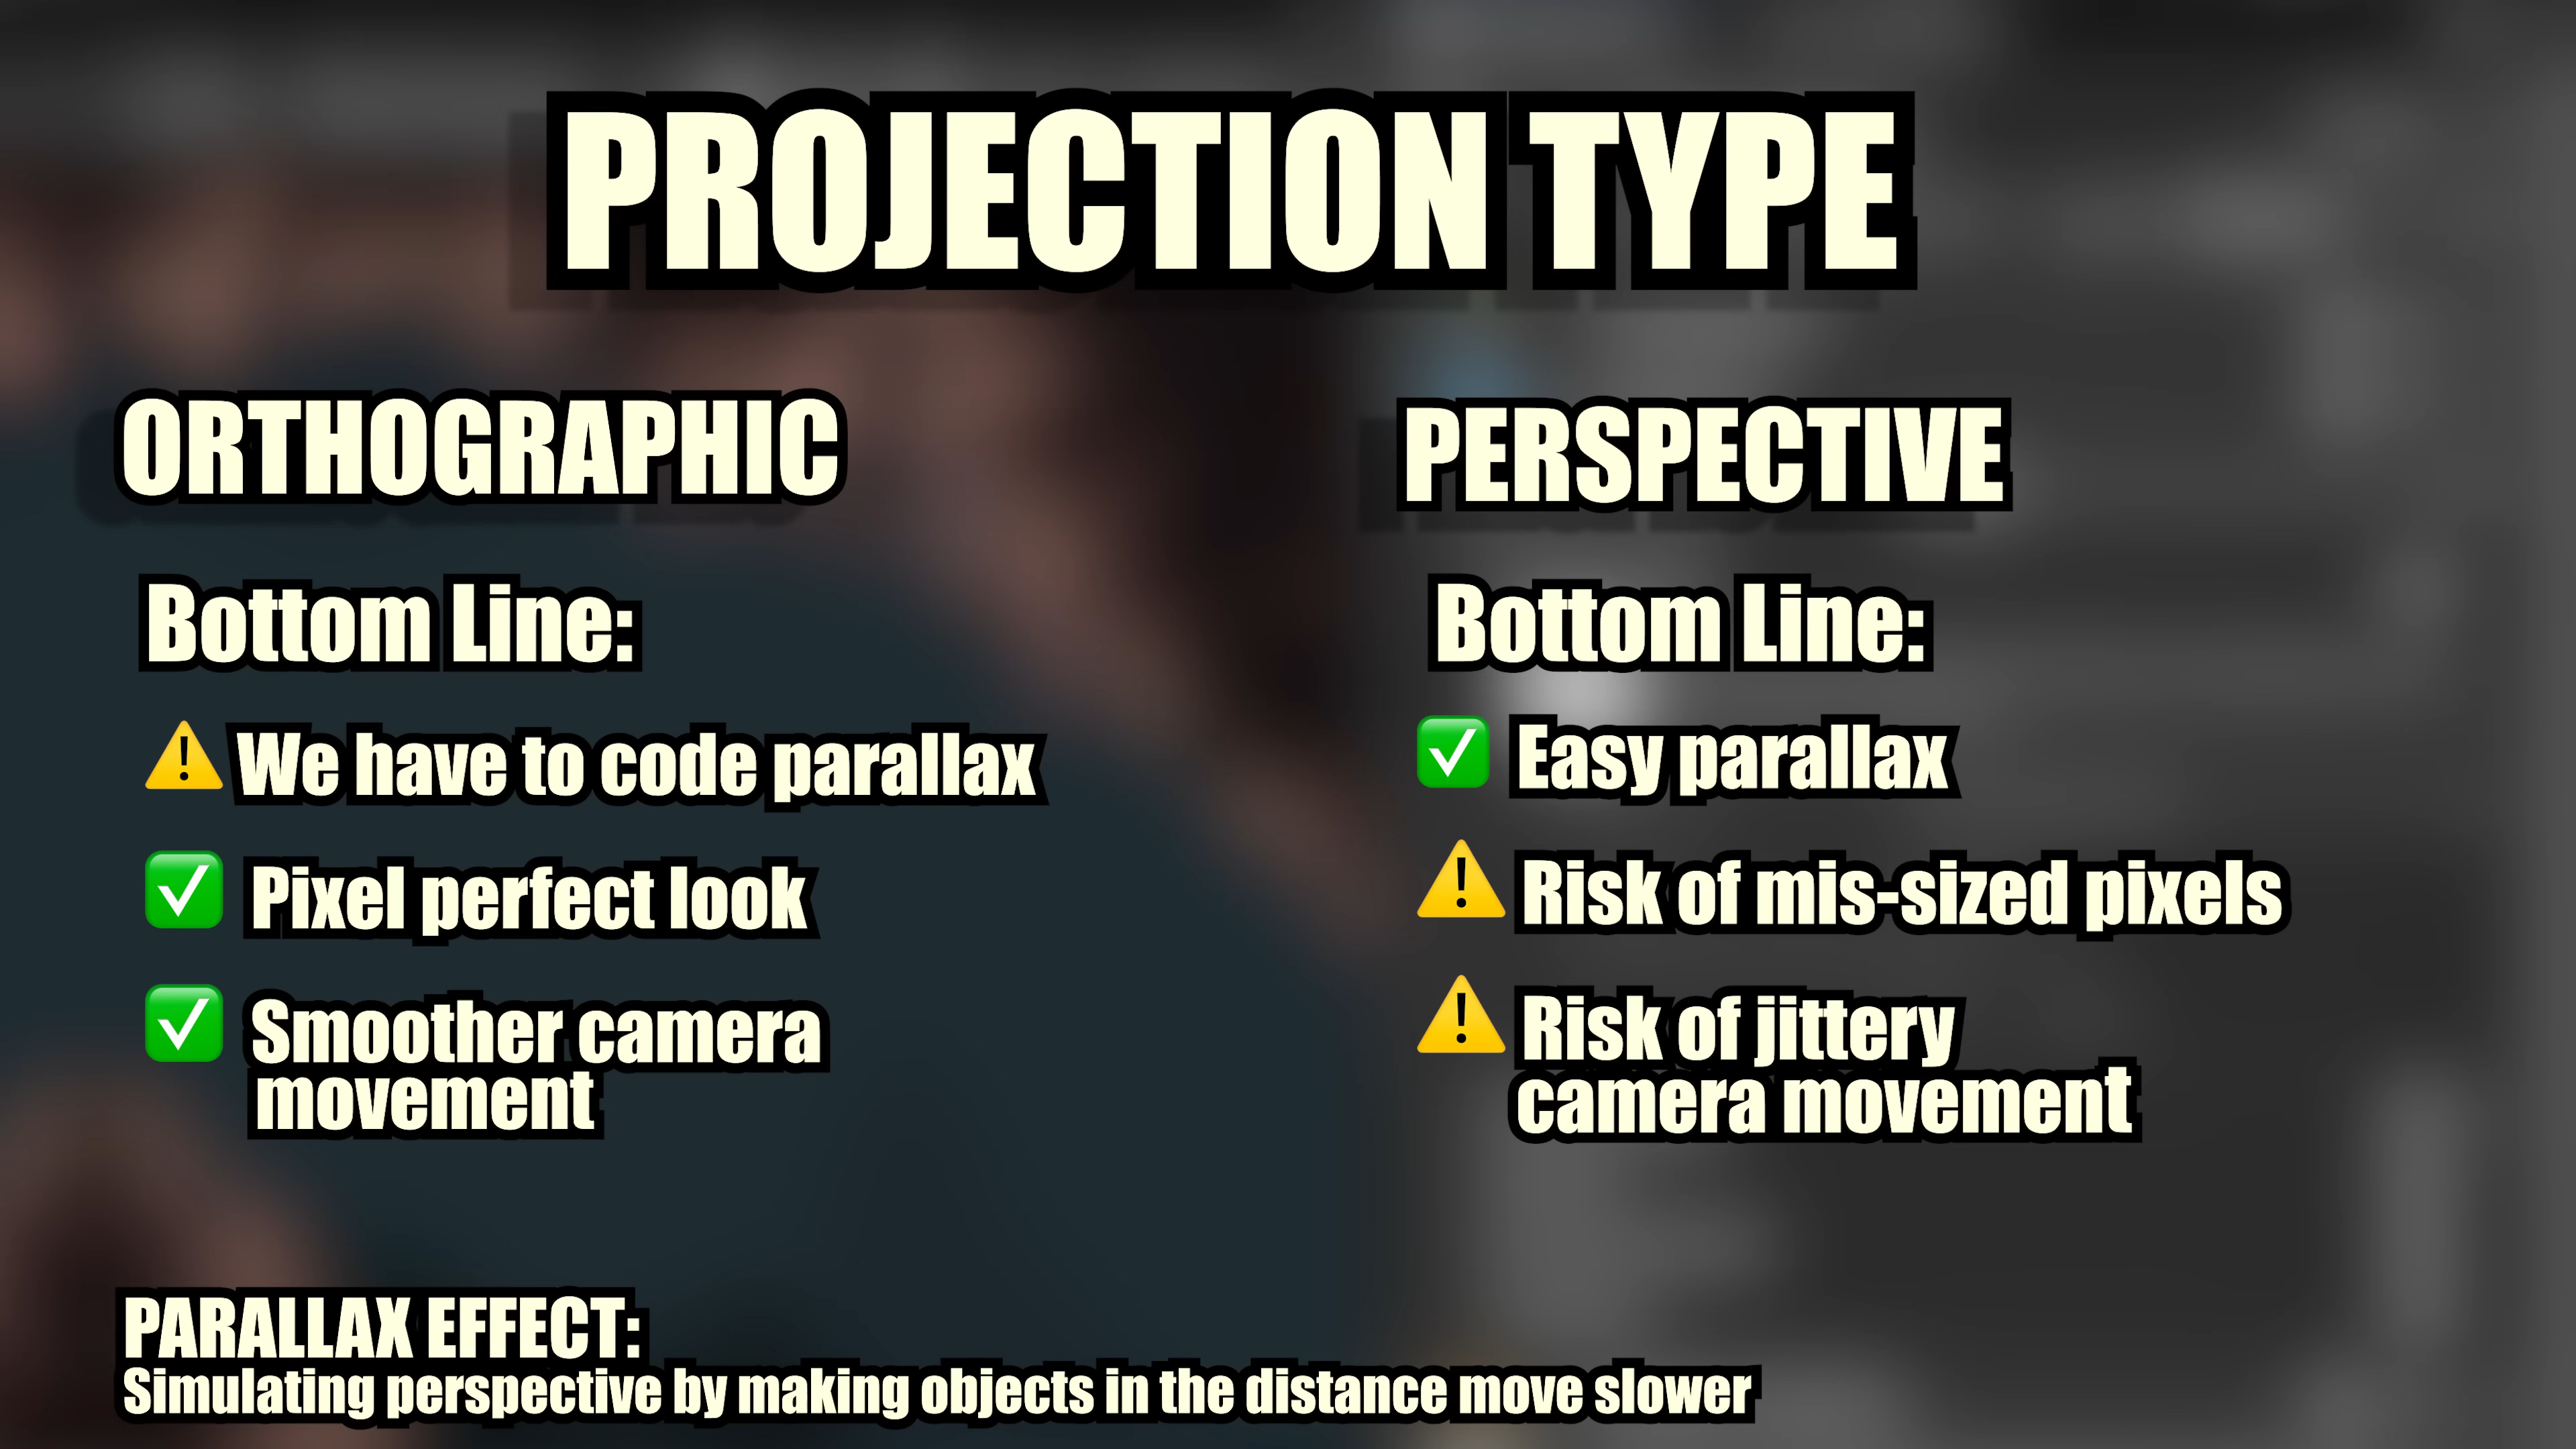 PROJECTION TYPE
ORTHOGRAPHIC
Bottom Line:
⚠️ We have to code parallax
✅ Pixel perfect look
✅ Smoother camera
movement
PERSPECTIVE
Bottom Line:
✅ Easy parallax
⚠️ Risk of mis-sized pixels
⚠️ Risk of jittery
camera movement
PARALLAX EFFECT:
Simulating perspective by making objects in the distance move slower